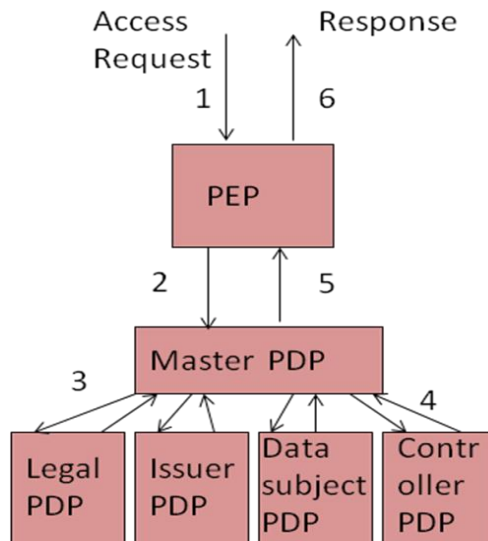 Access
Request
Response
1
6
PEP
2
5
Master PDP
3
4
Legal
PDP
Issuer
PDP
Data
subject
PDP
Contr
oller
PDP